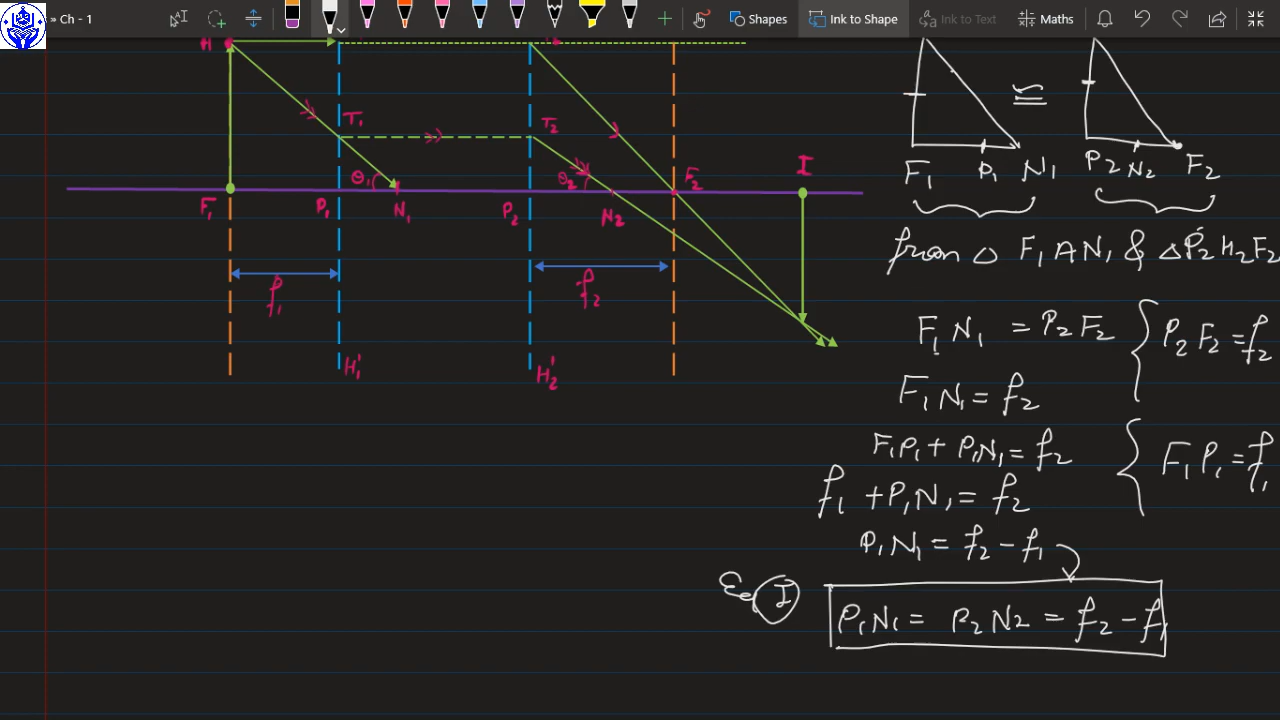 » Ch - 1
Shapes
Ink to Shape
Ink to Text
Maths
T₁
T₂
θ₁
θ₂
F₂
I
F₁
P₁
N₁
P₂
N₂
f₁
f₂
H₁'
H₂'
≅
F₁ P₁ N₁
P₂ N₂ F₂
from △ F₁AN₁ & △P₂H₂F₂
F₁N₁ = P₂F₂
P₂F₂ = f₂
F₁N₁ = f₂
F₁P₁ + P₁N₁ = f₂
F₁P₁ = f₁
f₁ + P₁N₁ = f₂
P₁N₁ = f₂ - f₁
Eq I
P₁N₁ = P₂N₂ = f₂ - f₁